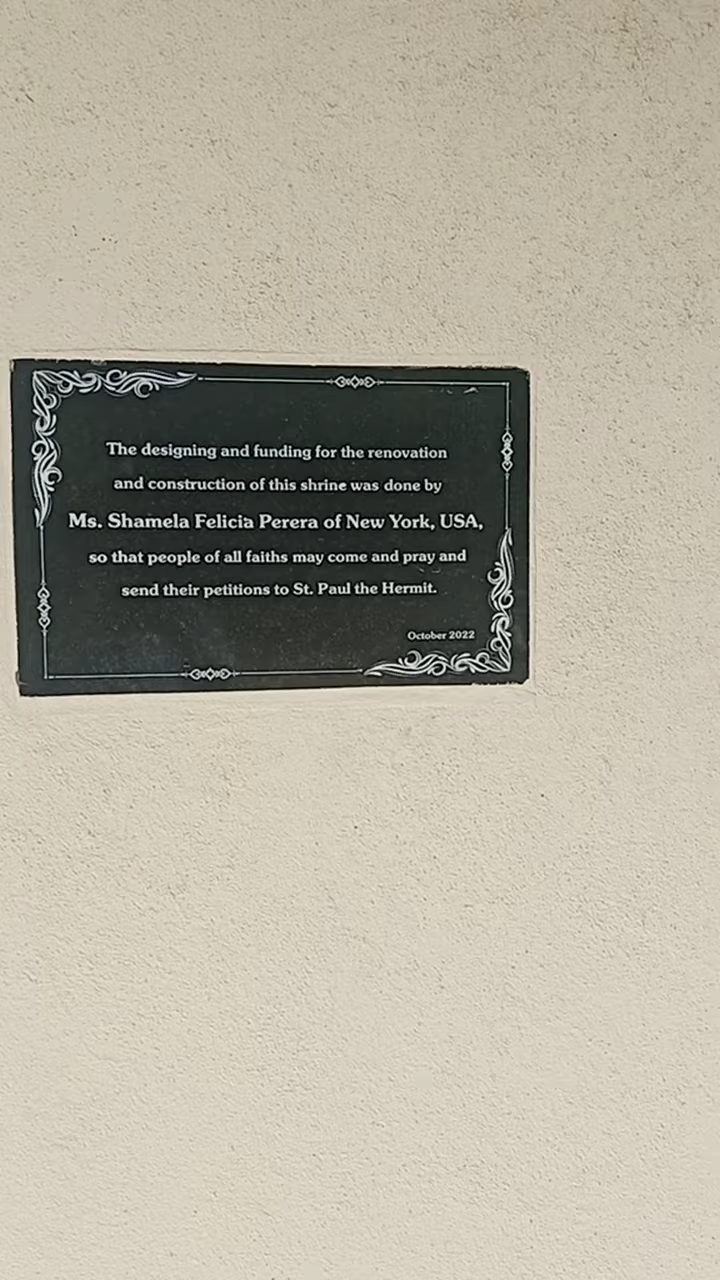 The designing and funding for the renovation
and construction of this shrine was done by
Ms. Shamela Felicia Perera of New York, USA,
so that people of all faiths may come and pray and
send their petitions to St. Paul the Hermit.
October 2022